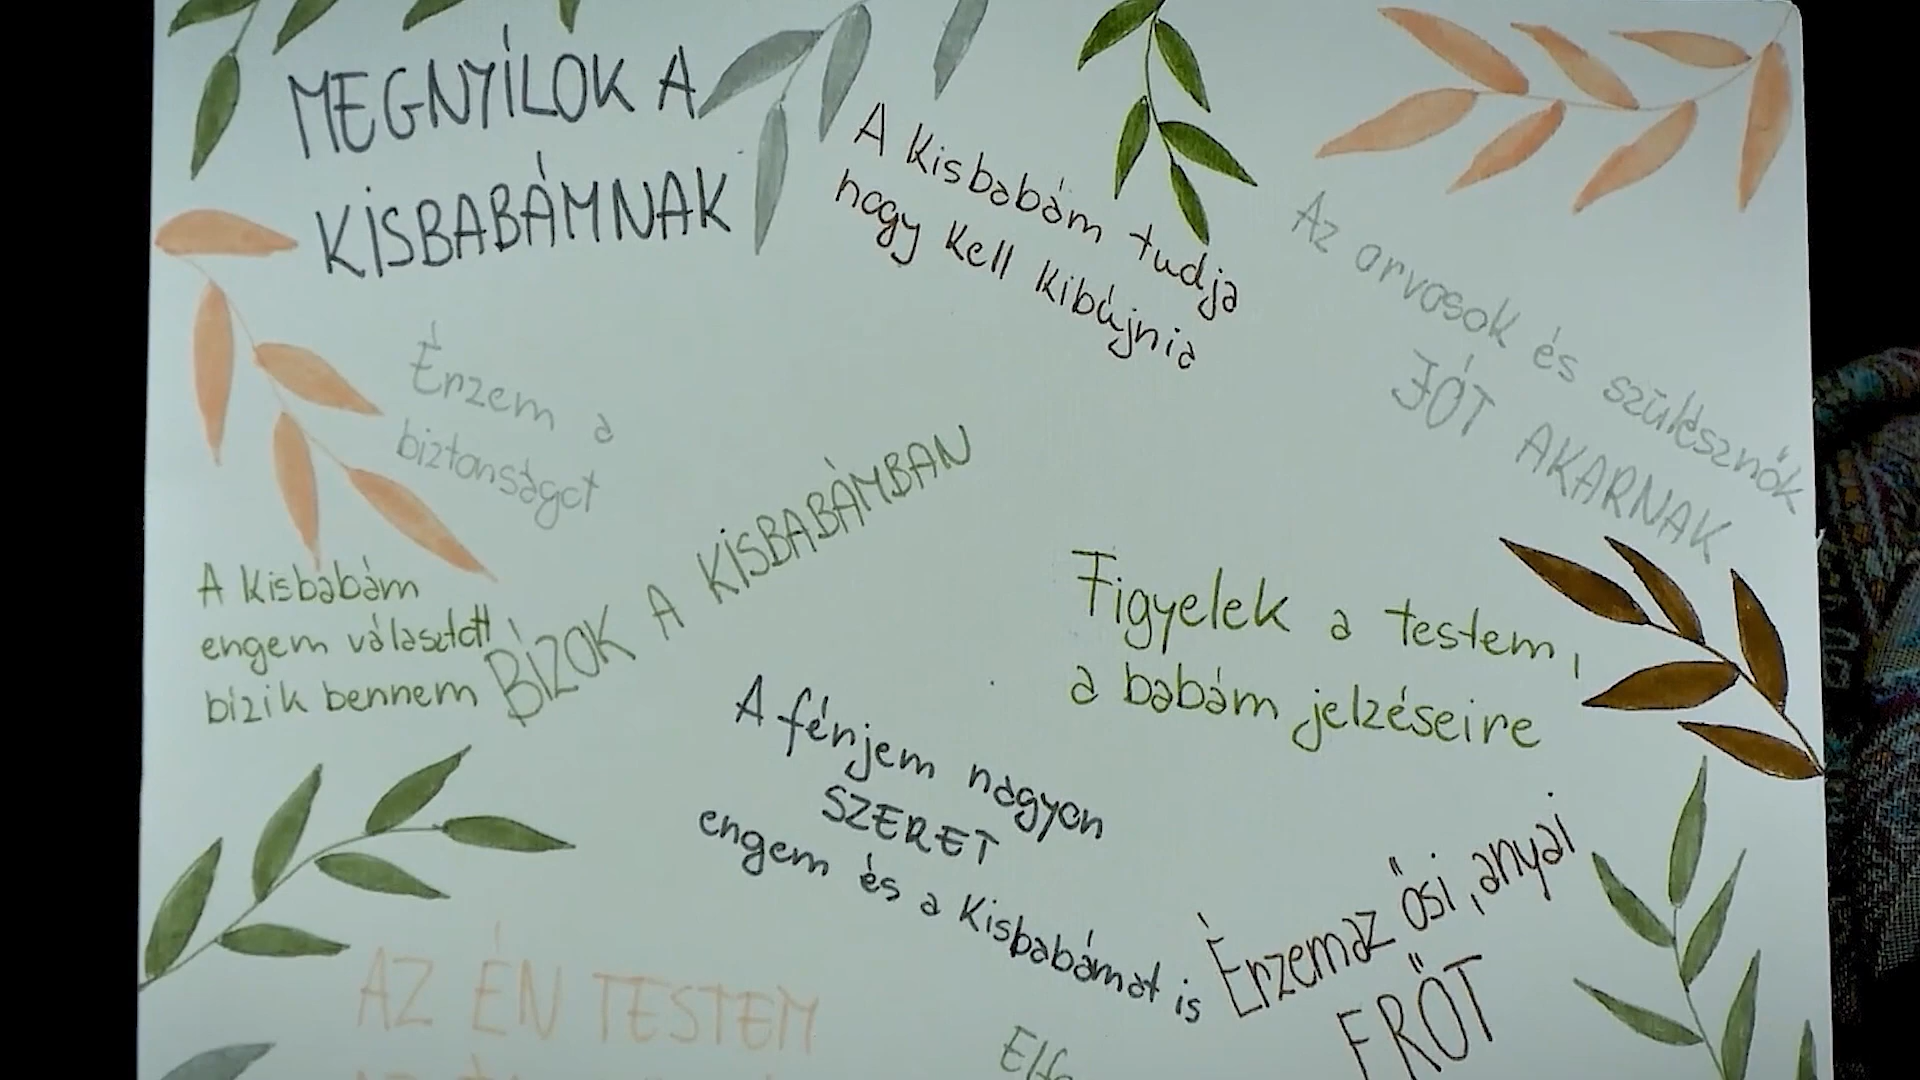 MEGNYÍLOK A
KISBABÁMNAK
A Kisbabám tudja
hogy kell kibújnia
Az orvosok és szülésznők
JÓT AKARNAK
Érzem a
biztonságot
A Kisbabám
engem választott
bízik bennem
BÍZOK A KISBABÁMBAN
Figyelek a testem,
a babám jelzéseire
A férjem nagyon
SZERET
engem és a Kisbabámat is
Érzem az ősi, anyai
ERŐT
AZ ÉN TESTEM